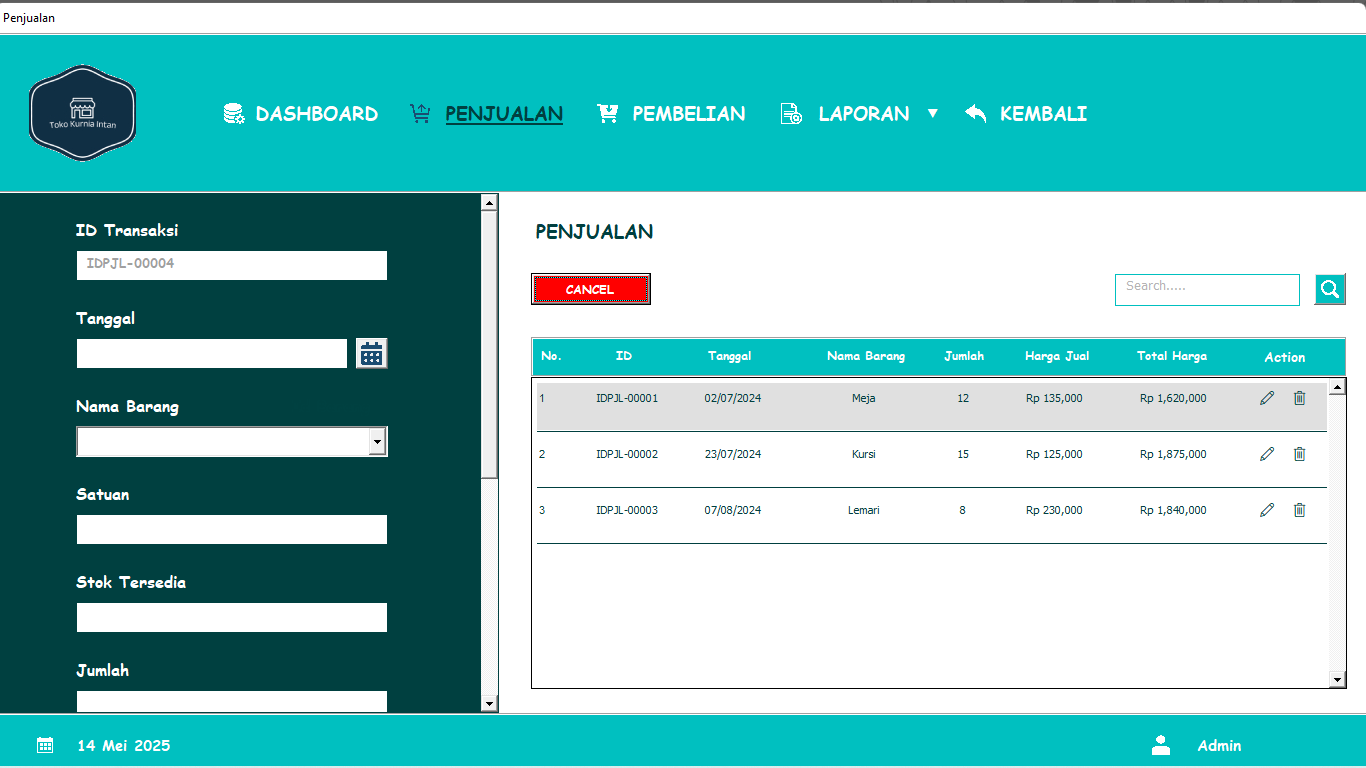 Penjualan
Toko Kurnia Intan
DASHBOARD PENJUALAN PEMBELIAN LAPORAN KEMBALI
ID Transaksi
IDPJL-00004
Tanggal
Nama Barang
Satuan
Stok Tersedia
Jumlah
PENJUALAN
CANCEL Search.....
No. ID Tanggal Nama Barang Jumlah Harga Jual Total Harga Action
1 IDPJL-00001 02/07/2024 Meja 12 Rp 135,000 Rp 1,620,000
2 IDPJL-00002 23/07/2024 Kursi 15 Rp 125,000 Rp 1,875,000
3 IDPJL-00003 07/08/2024 Lemari 8 Rp 230,000 Rp 1,840,000
14 Mei 2025 Admin